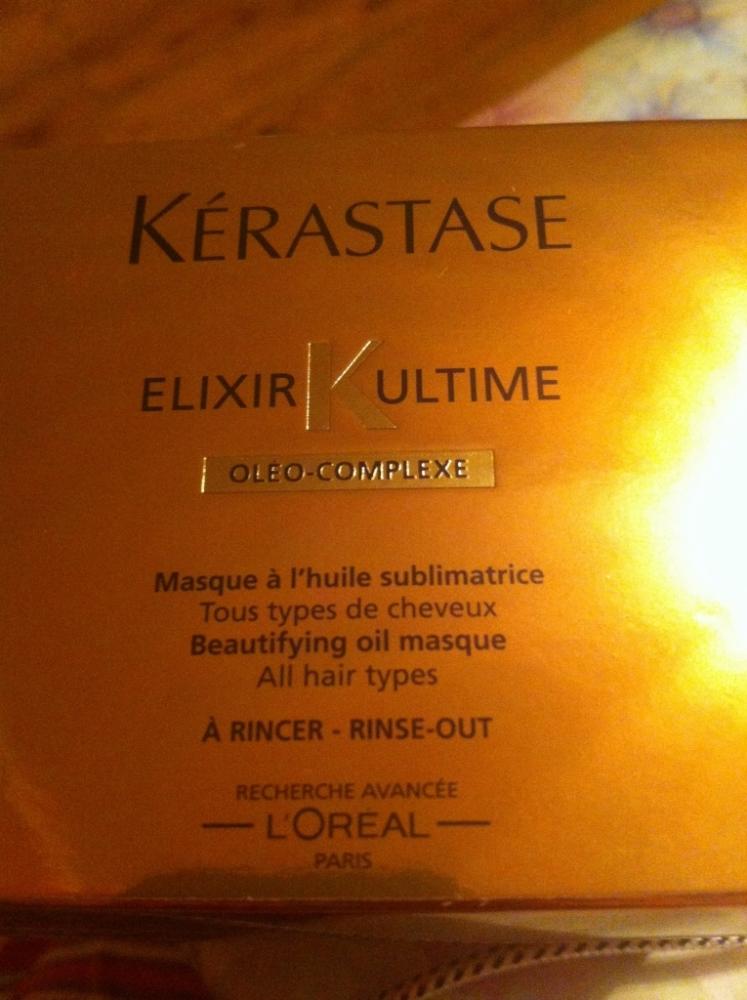 KÉRASTASE
ELIXIR K ULTIME
OLÉO-COMPLEXE
Masque à l'huile sublimatrice
Tous types de cheveux
Beautifying oil masque
All hair types
À RINCER - RINSE-OUT
RECHERCHE AVANCÉE
L'ORÉAL
PARIS